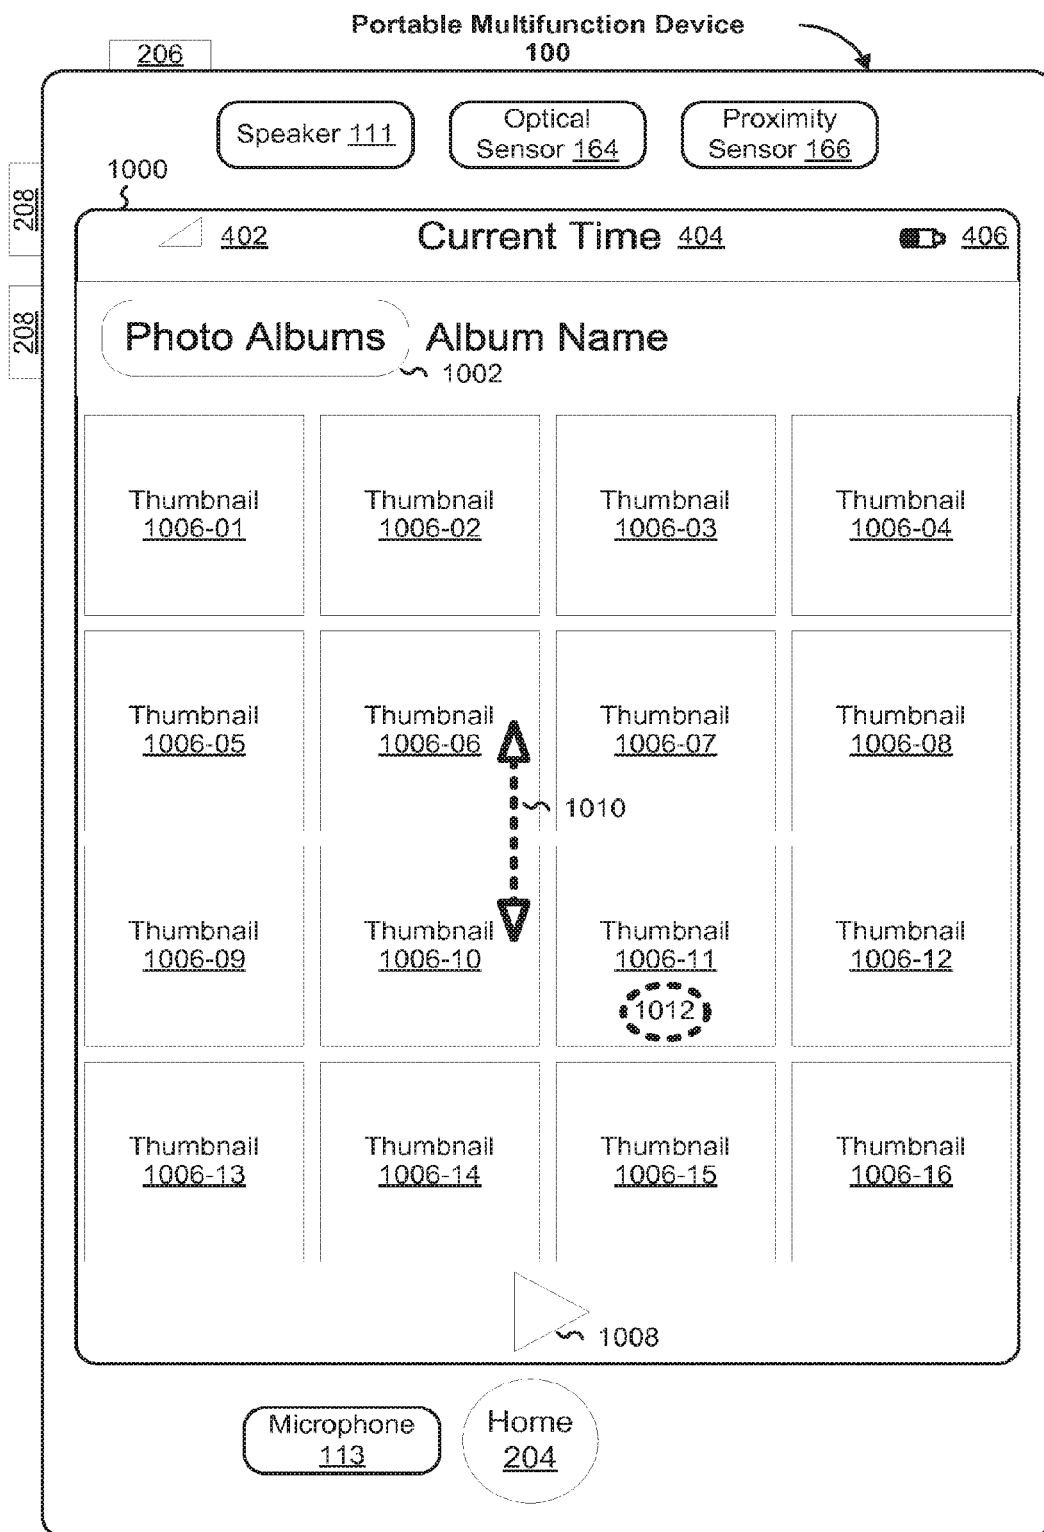 Portable Multifunction Device
100
206
Speaker 111
Optical
Sensor 164
Proximity
Sensor 166
1000
208
208
402
Current Time 404
406
Photo Albums
Album Name
1002
Thumbnail
1006-01
Thumbnail
1006-02
Thumbnail
1006-03
Thumbnail
1006-04
Thumbnail
1006-05
Thumbnail
1006-06
Thumbnail
1006-07
Thumbnail
1006-08
1010
Thumbnail
1006-09
Thumbnail
1006-10
Thumbnail
1006-11
1012
Thumbnail
1006-12
Thumbnail
1006-13
Thumbnail
1006-14
Thumbnail
1006-15
Thumbnail
1006-16
1008
Microphone
113
Home
204